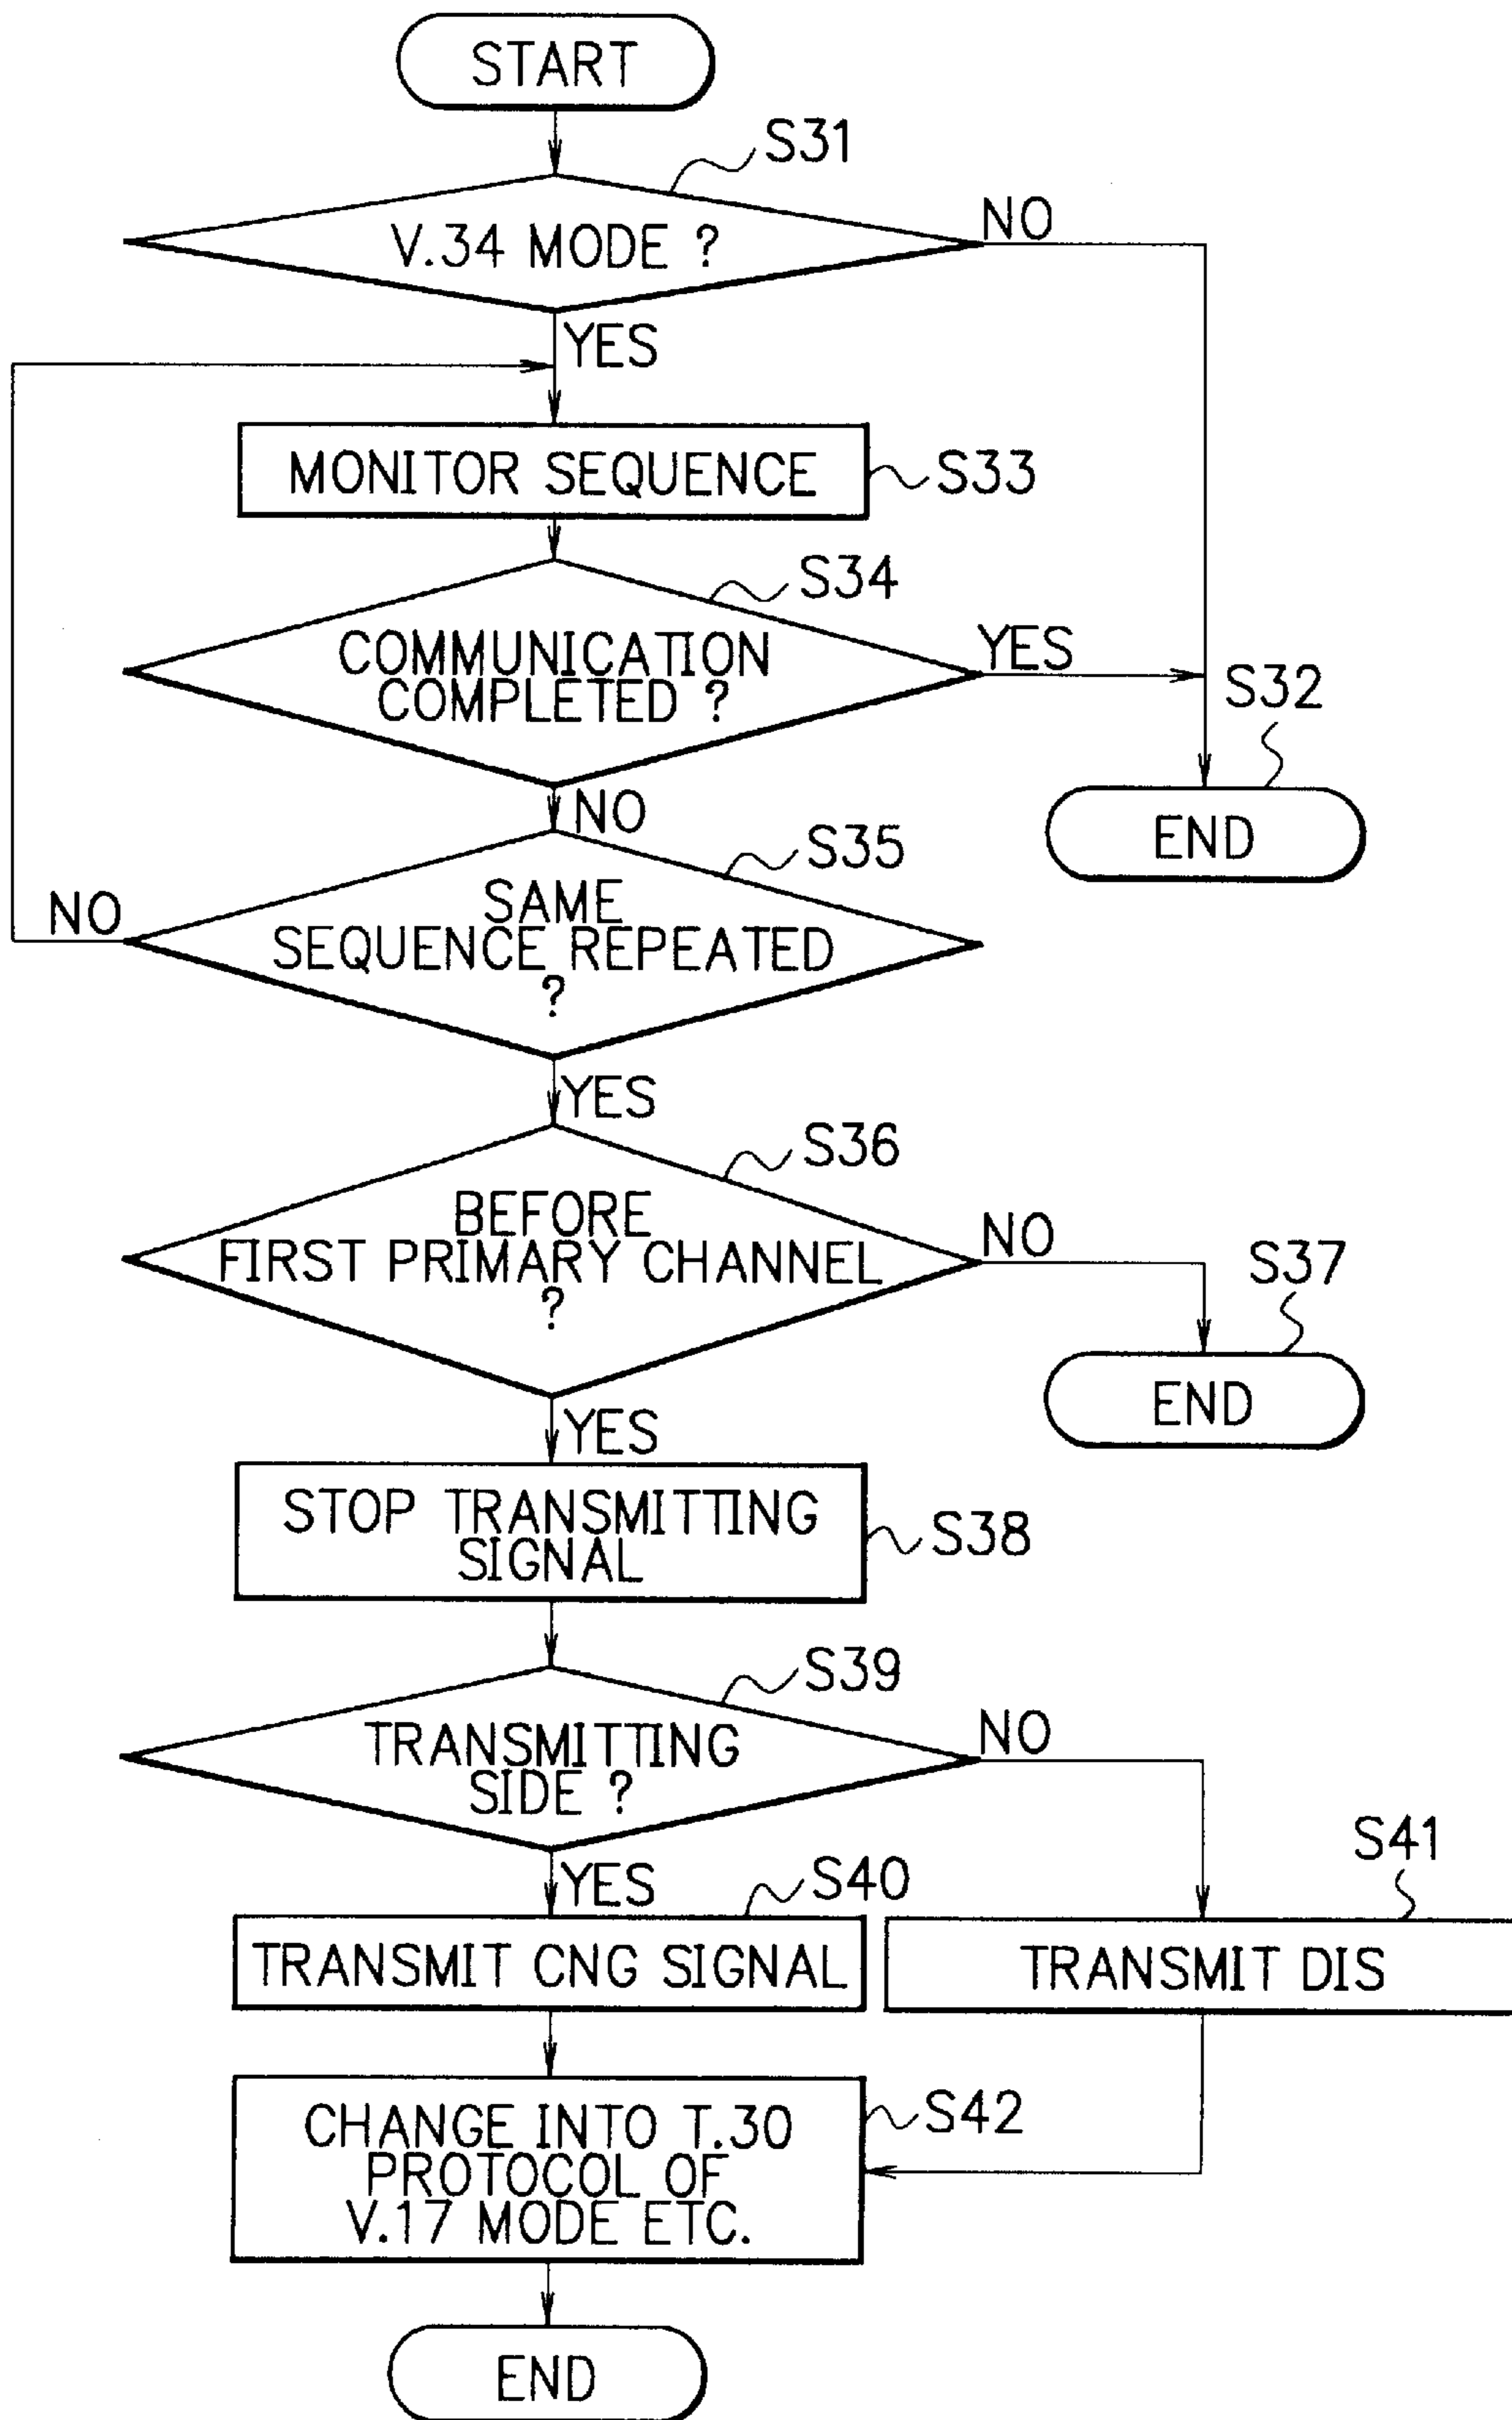 START
S31
V.34 MODE ?
NO
YES
MONITOR SEQUENCE
S33
S34
COMMUNICATION
COMPLETED ?
YES
S32
END
NO
S35
SAME
SEQUENCE REPEATED
?
NO
YES
S36
BEFORE
FIRST PRIMARY CHANNEL
?
NO
S37
END
YES
STOP TRANSMITTING
SIGNAL
S38
S39
TRANSMITTING
SIDE ?
NO
YES
S40
S41
TRANSMIT CNG SIGNAL
TRANSMIT DIS
CHANGE INTO T.30
PROTOCOL OF
V.17 MODE ETC.
S42
END